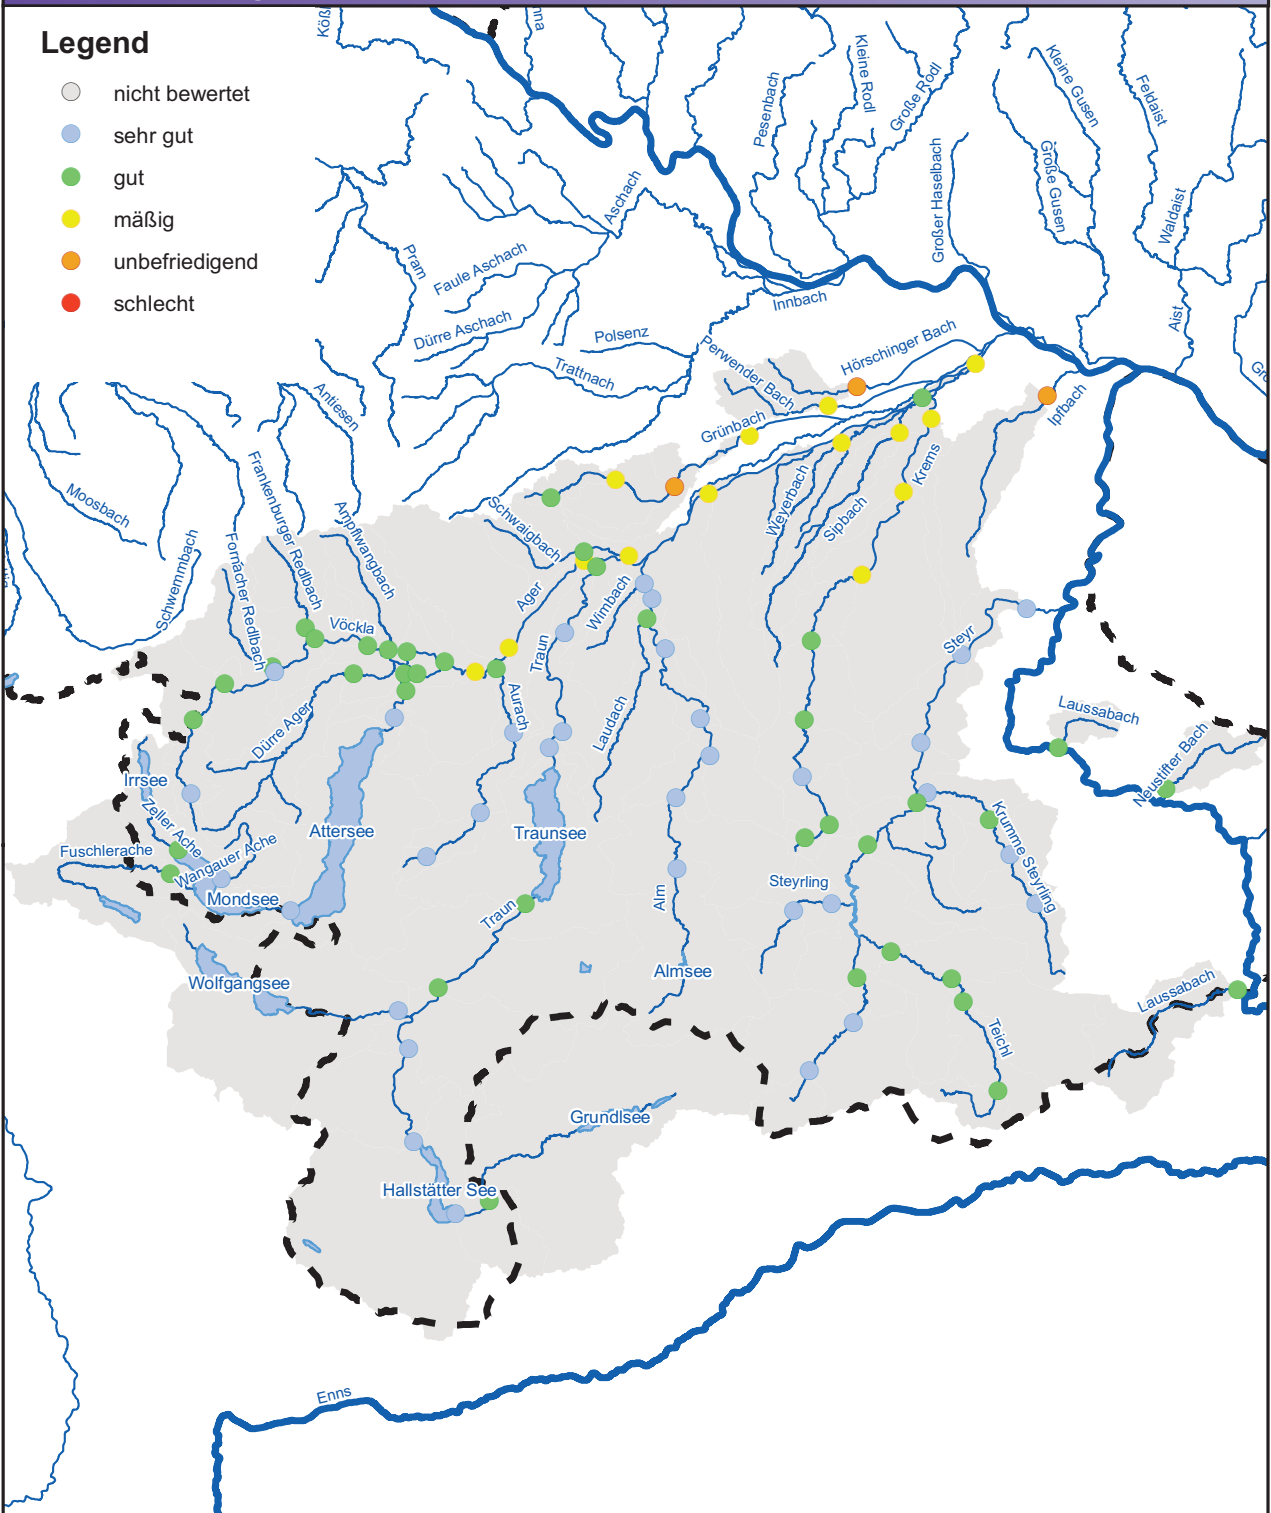 Legend
nicht bewertet
sehr gut
gut
mäßig
unbefriedigend
schlecht
Pesenbach
Kleine Rodl
Große Rodl
Kleine Gusen
Feldaist
Großer Haselbach
Große Gusen
Waldaist
Aist
Aschach
Pram
Faule Aschach
Dürre Aschach
Innbach
Polsenz
Trattnach
Perwender Bach
Hörschinger Bach
Grünbach
Ipfbach
Antiesen
Moosbach
Schwemmbach
Frankenburger Redlbach
Fornacher Redlbach
Ampflwangbach
Schwaigbach
Weyerbach
Sipbach
Krems
Vöckla
Ager
Wimbach
Traun
Aurach
Laudach
Dürre Ager
Steyr
Laussabach
Neustifter Bach
Irrsee
Zeller Ache
Fuschlerache
Wangauer Ache
Mondsee
Attersee
Traunsee
Traun
Alm
Almsee
Steyrling
Krumme Steyrling
Wolfgangsee
Teichl
Laussabach
Grundlsee
Hallstätter See
Enns